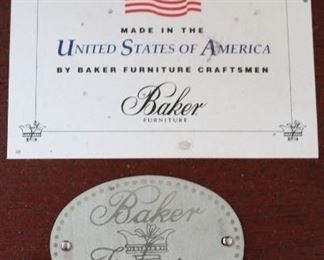 MADE IN THE
UNITED STATES OF AMERICA
BY BAKER FURNITURE CRAFTSMEN
Baker
FURNITURE
Baker